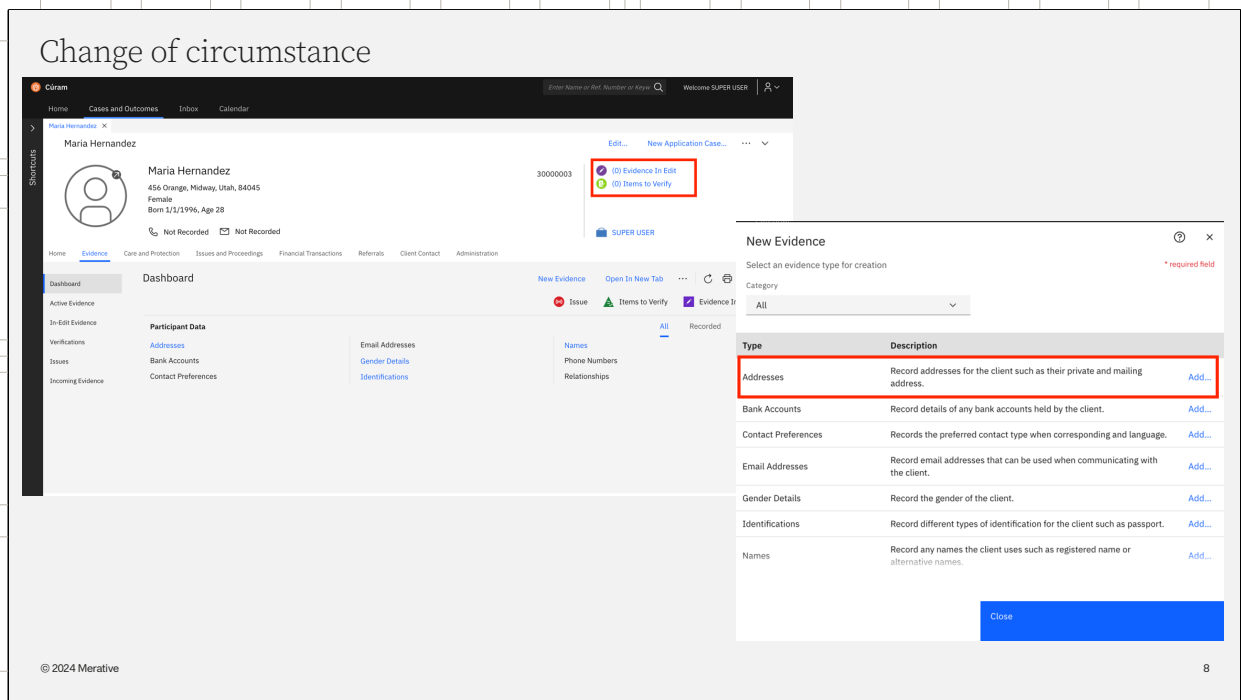 Change of circumstance
Cúram
Enter Name or Ref. Number or Keyw
Welcome SUPER USER
Home Cases and Outcomes Inbox Calendar
Maria Hernandez
Shortcuts
Maria Hernandez
Edit... New Application Case...
Maria Hernandez
30000003
(0) Evidence In Edit
456 Orange, Midway, Utah, 84045
(0) Items to Verify
Female
Born 1/1/1996, Age 28
Not Recorded Not Recorded
SUPER USER
Home Evidence Care and Protection Issues and Proceedings Financial Transactions Referrals Client Contact Administration
Dashboard
Active Evidence
In-Edit Evidence
Verifications
Issues
Incoming Evidence
Dashboard
New Evidence Open In New Tab
Issue Items to Verify Evidence In
Participant Data
All Recorded
Addresses Email Addresses Names
Bank Accounts Gender Details Phone Numbers
Contact Preferences Identifications Relationships
New Evidence
Select an evidence type for creation
* required field
Category
All
Type Description
Addresses
Record addresses for the client such as their private and mailing
address.
Add...
Bank Accounts Record details of any bank accounts held by the client. Add...
Contact Preferences Records the preferred contact type when corresponding and language. Add...
Email Addresses
Record email addresses that can be used when communicating with
the client.
Add...
Gender Details Record the gender of the client. Add...
Identifications Record different types of identification for the client such as passport. Add...
Names
Record any names the client uses such as registered name or
alternative names.
Add...
Close
© 2024 Merative
8